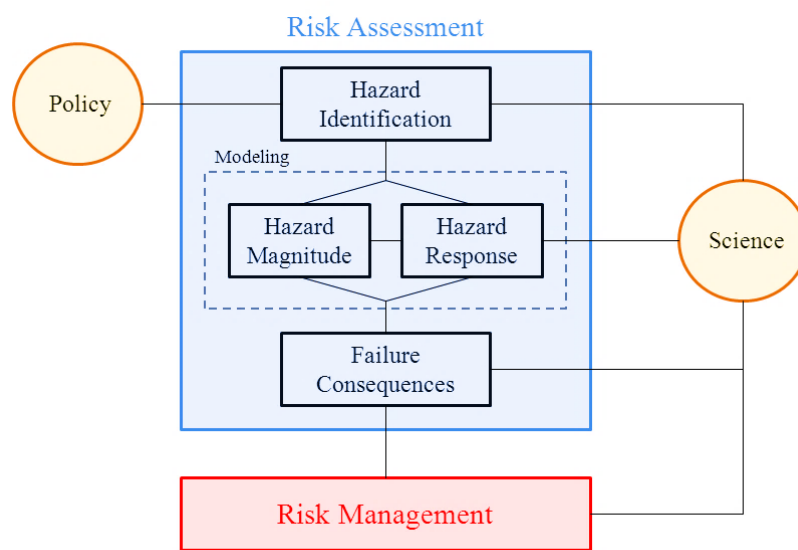 Risk Assessment
Policy
Hazard
Identification
Modeling
Hazard
Magnitude
Hazard
Response
Science
Failure
Consequences
Risk Management